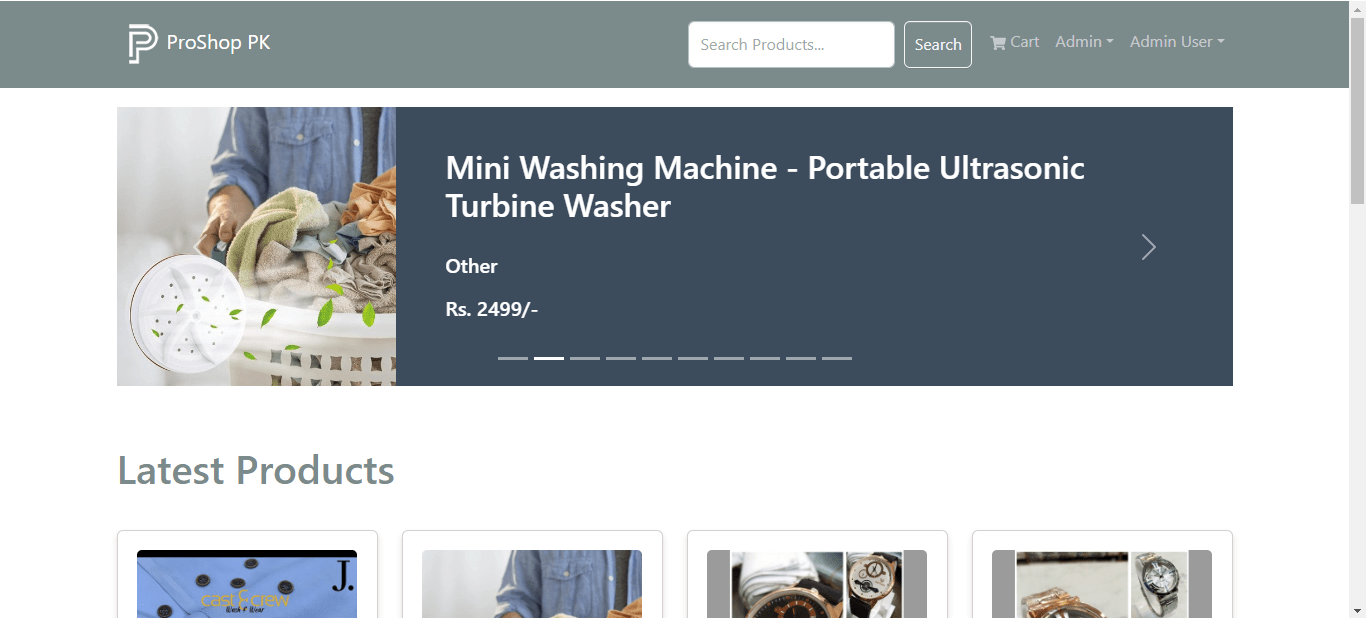 ProShop PK
Search Products...
Search
Cart
Admin
Admin User
Mini Washing Machine - Portable Ultrasonic
Turbine Washer
Other
Rs. 2499/-
Latest Products
J.
cast & crew
Wash & Wear